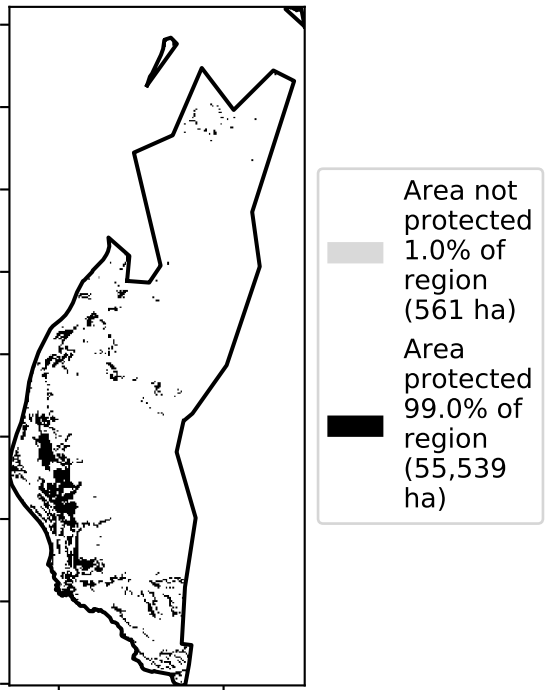 Area not
protected
1.0% of
region
(561 ha)
Area
protected
99.0% of
region
(55,539
ha)